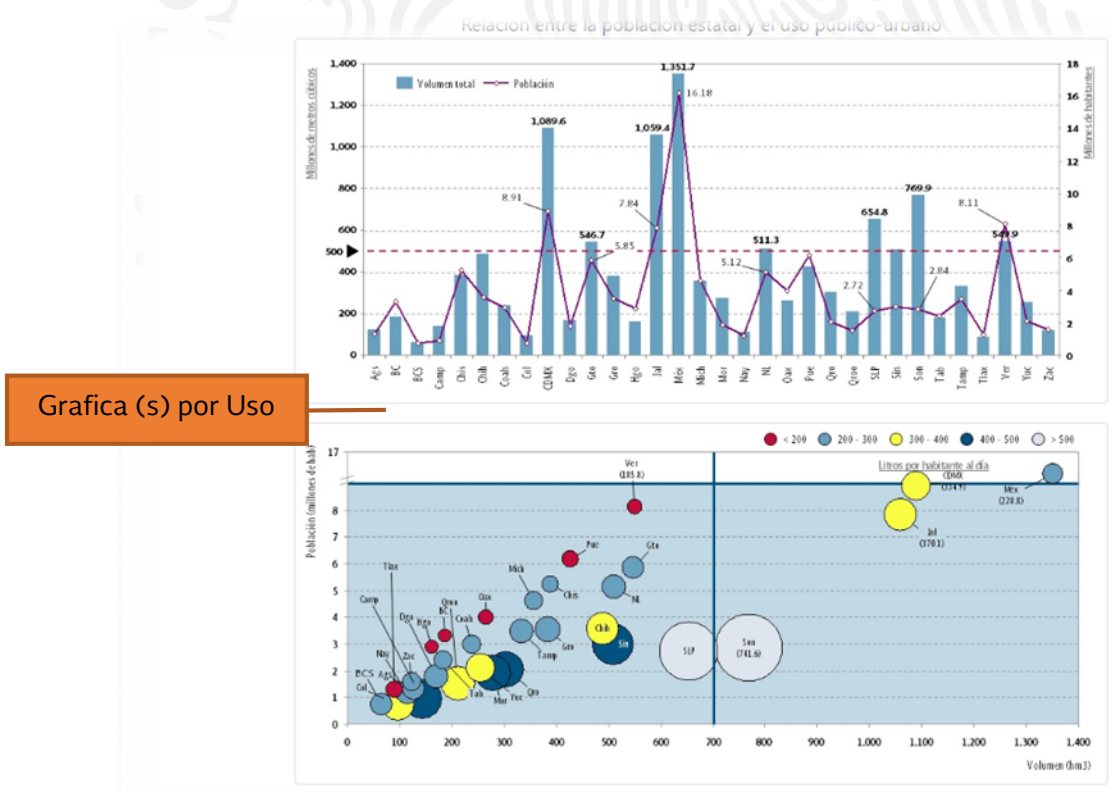 Relación entre la población estatal y el uso público-urbano
Millones de metros cúbicos
Millones de habitantes
Volumen total
Población
1,400
1,200
1,000
800
600
500
400
200
0
18
16
14
12
10
8
6
4
2
0
1,089.6
8.91
546.7
5.85
1,059.4
7.84
1,351.7
16.18
511.3
5.12
654.8
2.72
769.9
2.84
8.11
549.9
Ags BC BCS Camp Chis Chih Coah Col CDMX Dgo Gto Gro Hgo Jal Méx Mich Mor Nay NL Oax Pue Qro Qroo SLP Sin Son Tab Tamp Tlax Ver Yuc Zac
Grafica (s) por Uso
< 200 200 - 300 300 - 400 400 - 500 > 500
Litros por habitante al día
Población (millones de hab)
17
8
7
6
5
4
3
2
1
0
Ver
(185.8)
CDMX
Méx
(228.8)
Jal
(370.1)
Pue
Gto
Tlax
Mich
Chis
NL
Camp
Dgo
Hgo
BC
Qroo
Coah
Oax
Tamp
Gro
Chih
Sin
SLP
Son
(741.6)
Nay
Zac
BCS
Ags
Col
Tab
Mor
Yuc
Qro
0 100 200 300 400 500 600 700 800 900 1.000 1.100 1.200 1.300 1.400
Volumen (hm3)